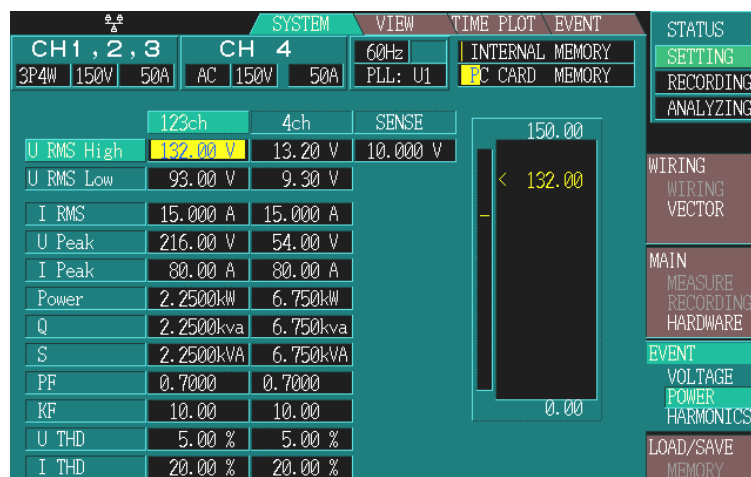 SYSTEM VIEW TIME PLOT EVENT
STATUS
SETTING
RECORDING
ANALYZING
CH1,2,3 CH 4
3P4W 150V 50A AC 150V 50A
60Hz
PLL: U1
INTERNAL MEMORY
PC CARD MEMORY
123ch 4ch SENSE
U RMS High 132.00 V 13.20 V 10.000 V
U RMS Low 93.00 V 9.30 V
I RMS 15.000 A 15.000 A
U Peak 216.00 V 54.00 V
I Peak 80.00 A 80.00 A
Power 2.2500kW 6.750kW
Q 2.2500kva 6.750kva
S 2.2500kVA 6.750kVA
PF 0.7000 0.7000
KF 10.00 10.00
U THD 5.00 % 5.00 %
I THD 20.00 % 20.00 %
150.00
< 132.00
0.00
WIRING
WIRING
VECTOR
MAIN
MEASURE
RECORDING
HARDWARE
EVENT
VOLTAGE
POWER
HARMONICS
LOAD/SAVE
MEMORY